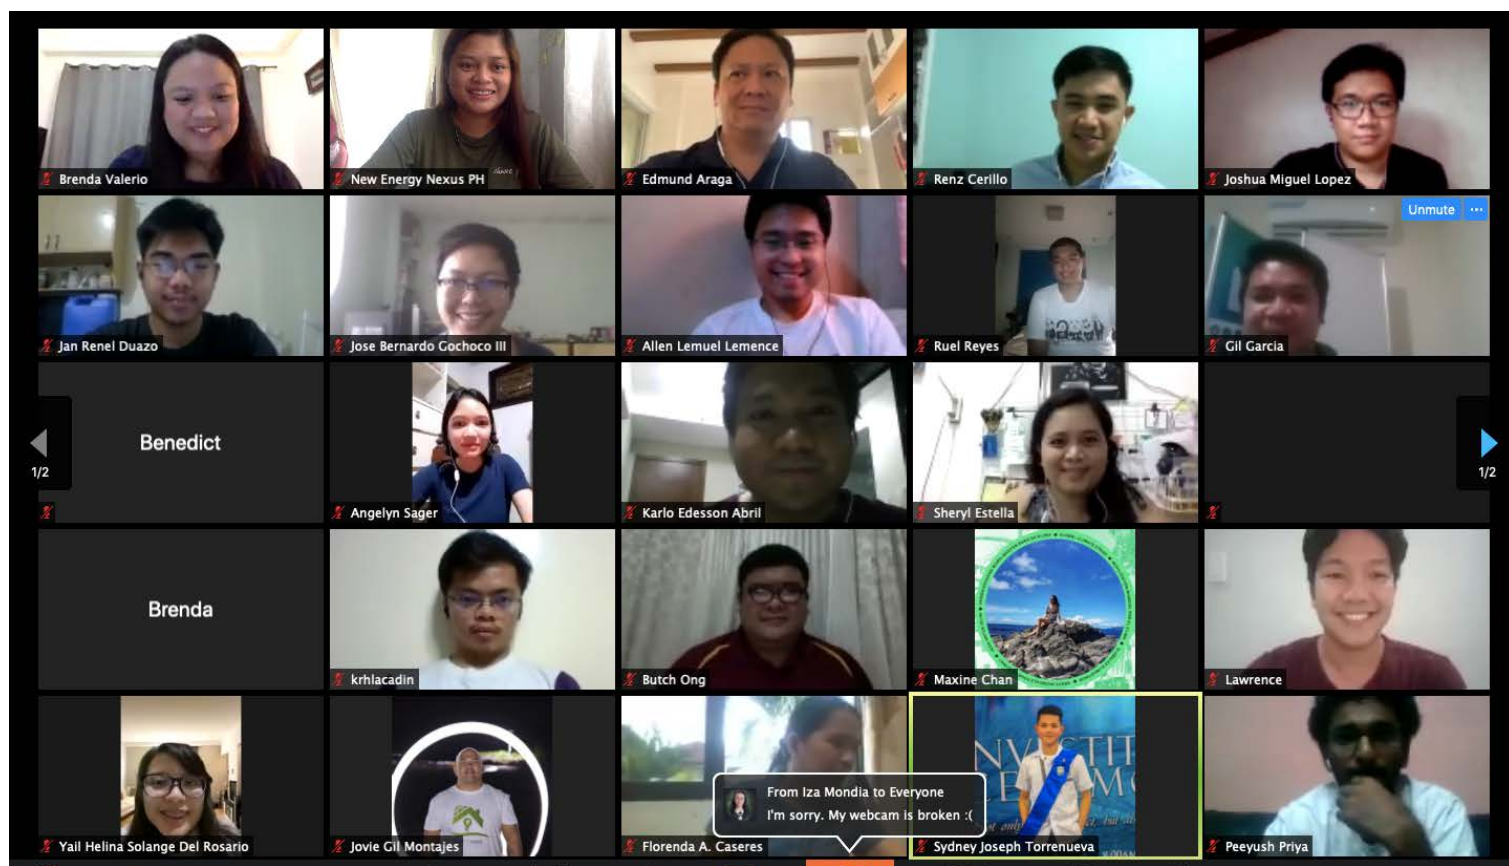 Brenda Valerio
New Energy Nexus PH
Edmund Araga
Renz Cerillo
Joshua Miguel Lopez
Unmute ...
Jan Renel Duazo
Jose Bernardo Gochoco III
Allen Lemuel Lemence
Ruel Reyes
Gil Garcia
1/2
Benedict
Angelyn Sager
Karlo Edesson Abril
Sheryl Estella
1/2
Brenda
krhlacadin
Butch Ong
Maxine Chan
Lawrence
Yail Helina Solange Del Rosario
Jovie Gil Montajes
Florenda A. Caseres
From Iza Mondia to Everyone
I'm sorry. My webcam is broken :(
Sydney Joseph Torrenueva
Peeyush Priya